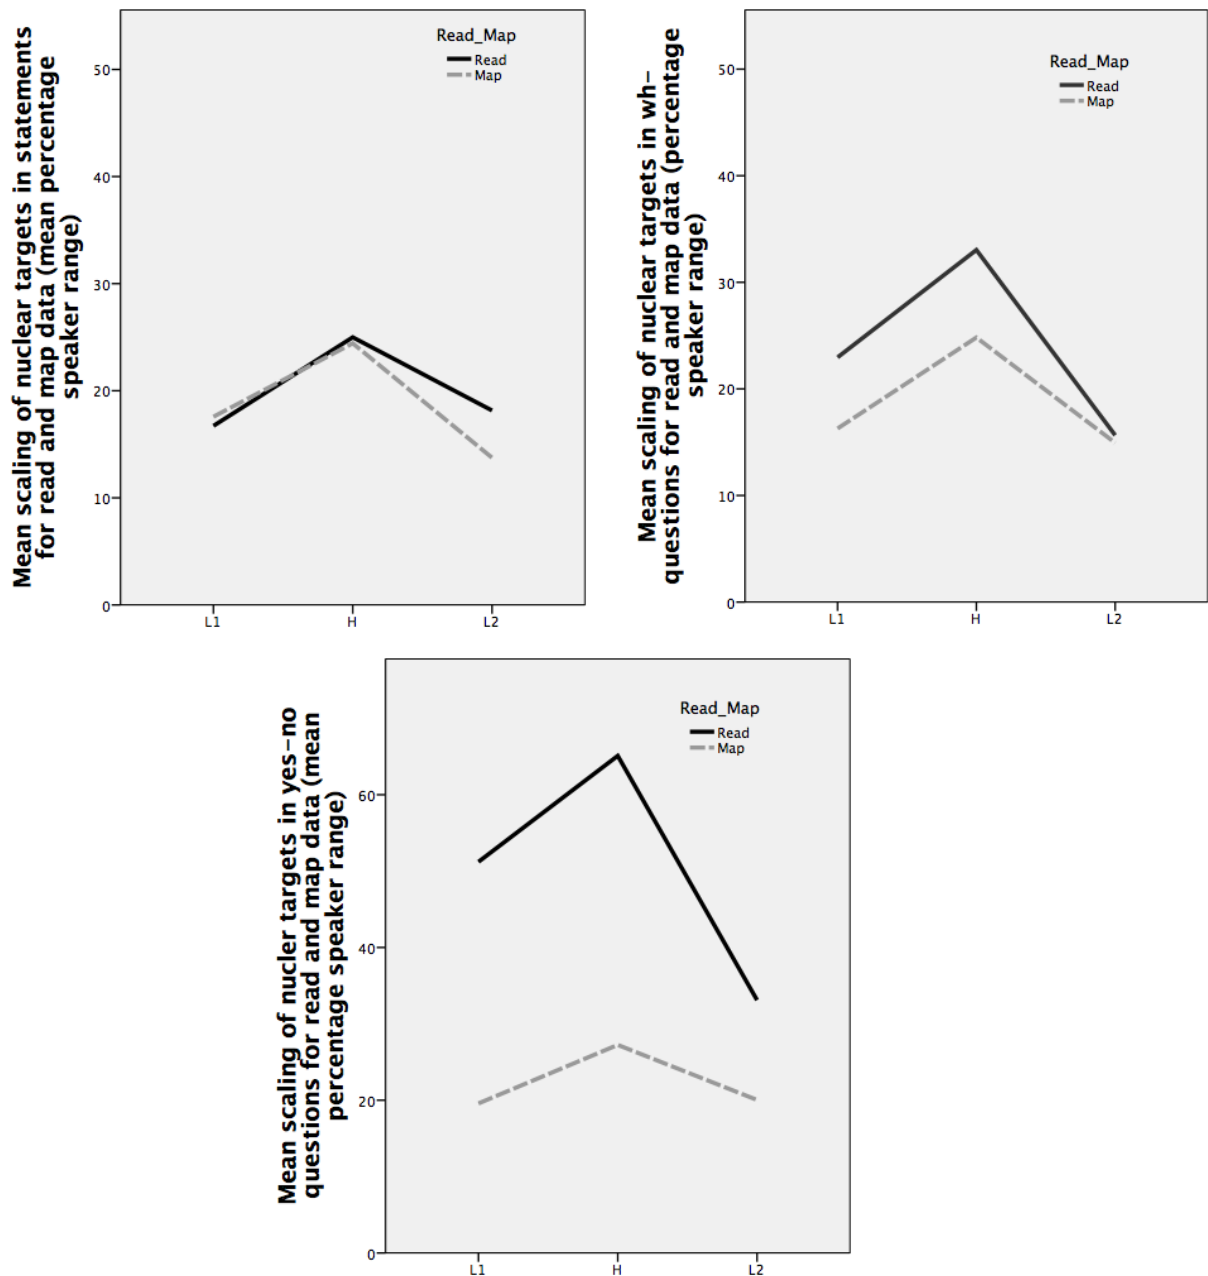 Mean scaling of nuclear targets in statements
for read and map data (mean percentage
speaker range)
Read_Map
Read
Map
50
40
30
20
10
0
L1 H L2
Mean scaling of nuclear targets in wh-
questions for read and map data (percentage
speaker range)
Read_Map
Read
Map
50
40
30
20
10
0
L1 H L2
Mean scaling of nucler targets in yes-no
questions for read and map data (mean
percentage speaker range)
Read_Map
Read
Map
60
40
20
0
L1 H L2